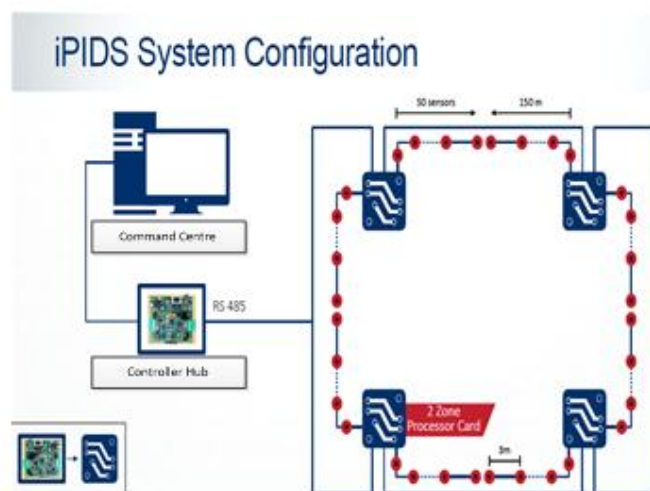 iPIDS System Configuration
50 sensors
150 m
Command Centre
RS 485
Controller Hub
2 Zone
Processor Card
3m